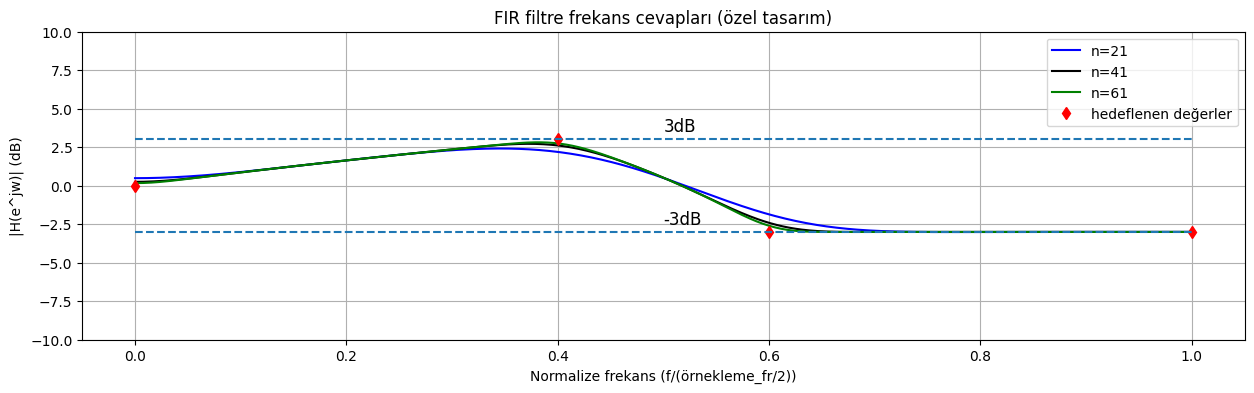 FIR filtre frekans cevapları (özel tasarım)
10.0
7.5
5.0
2.5
0.0
−2.5
−5.0
−7.5
−10.0
|H(e^jw)| (dB)
n=21
n=41
n=61
hedeflenen değerler
3dB
-3dB
0.0 0.2 0.4 0.6 0.8 1.0
Normalize frekans (f/(örnekleme_fr/2))